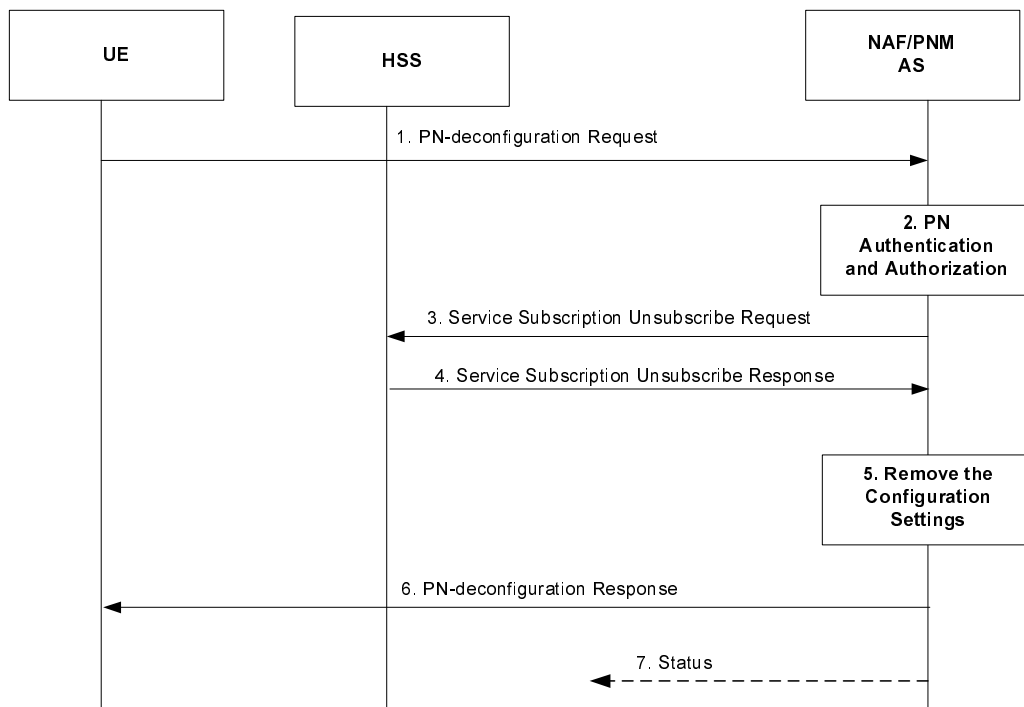 UE
HSS
NAF/PNM
AS
1. PN-deconfiguration Request
2. PN
Authentication
and Authorization
3. Service Subscription Unsubscribe Request
4. Service Subscription Unsubscribe Response
5. Remove the
Configuration
Settings
6. PN-deconfiguration Response
7. Status